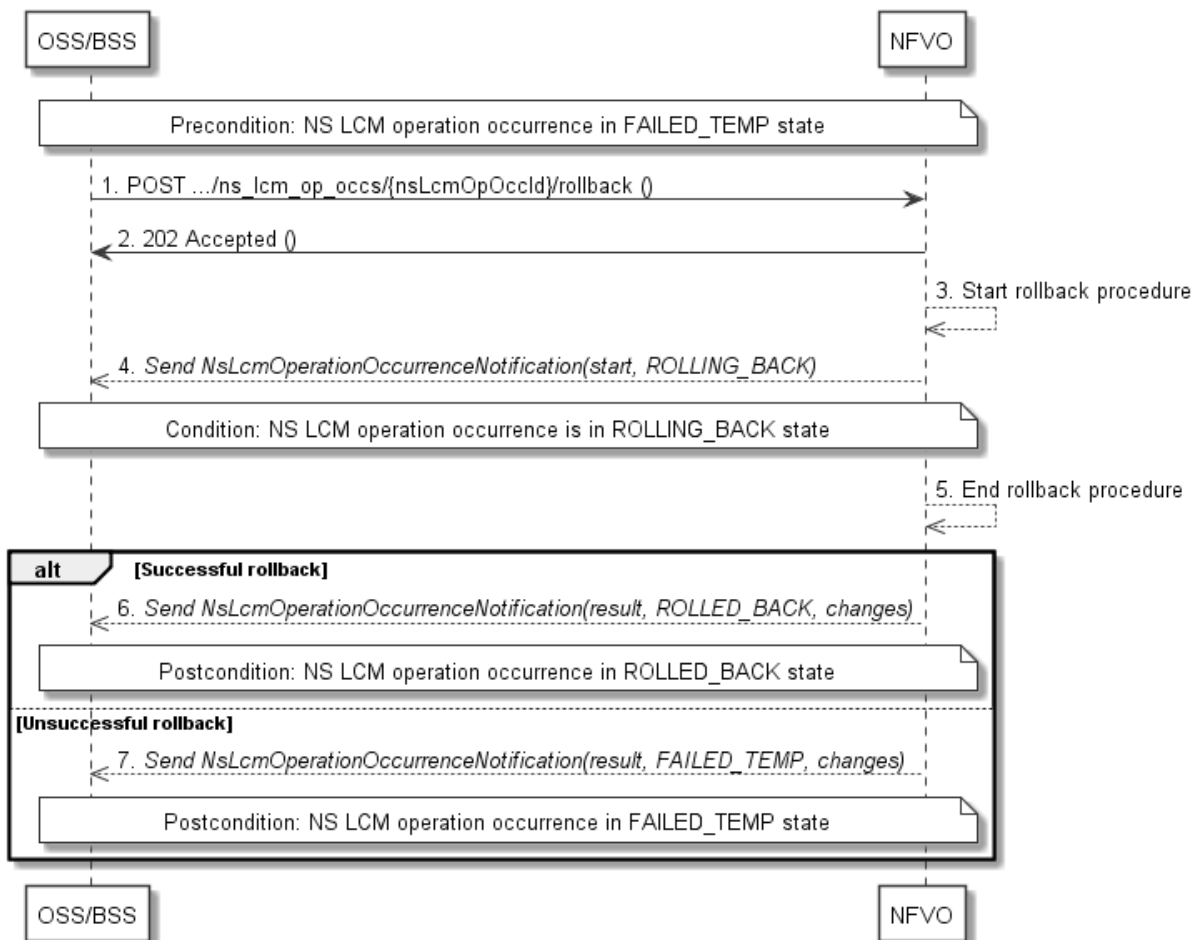 OSS/BSS
NFVO
Precondition: NS LCM operation occurrence in FAILED_TEMP state
1. POST .../ns_lcm_op_occs/{nsLcmOpOccId}/rollback ()
2. 202 Accepted ()
3. Start rollback procedure
4. Send NsLcmOperationOccurrenceNotification(start, ROLLING_BACK)
Condition: NS LCM operation occurrence is in ROLLING_BACK state
5. End rollback procedure
alt
[Successful rollback]
6. Send NsLcmOperationOccurrenceNotification(result, ROLLED_BACK, changes)
Postcondition: NS LCM operation occurrence in ROLLED_BACK state
[Unsuccessful rollback]
7. Send NsLcmOperationOccurrenceNotification(result, FAILED_TEMP, changes)
Postcondition: NS LCM operation occurrence in FAILED_TEMP state
OSS/BSS
NFVO